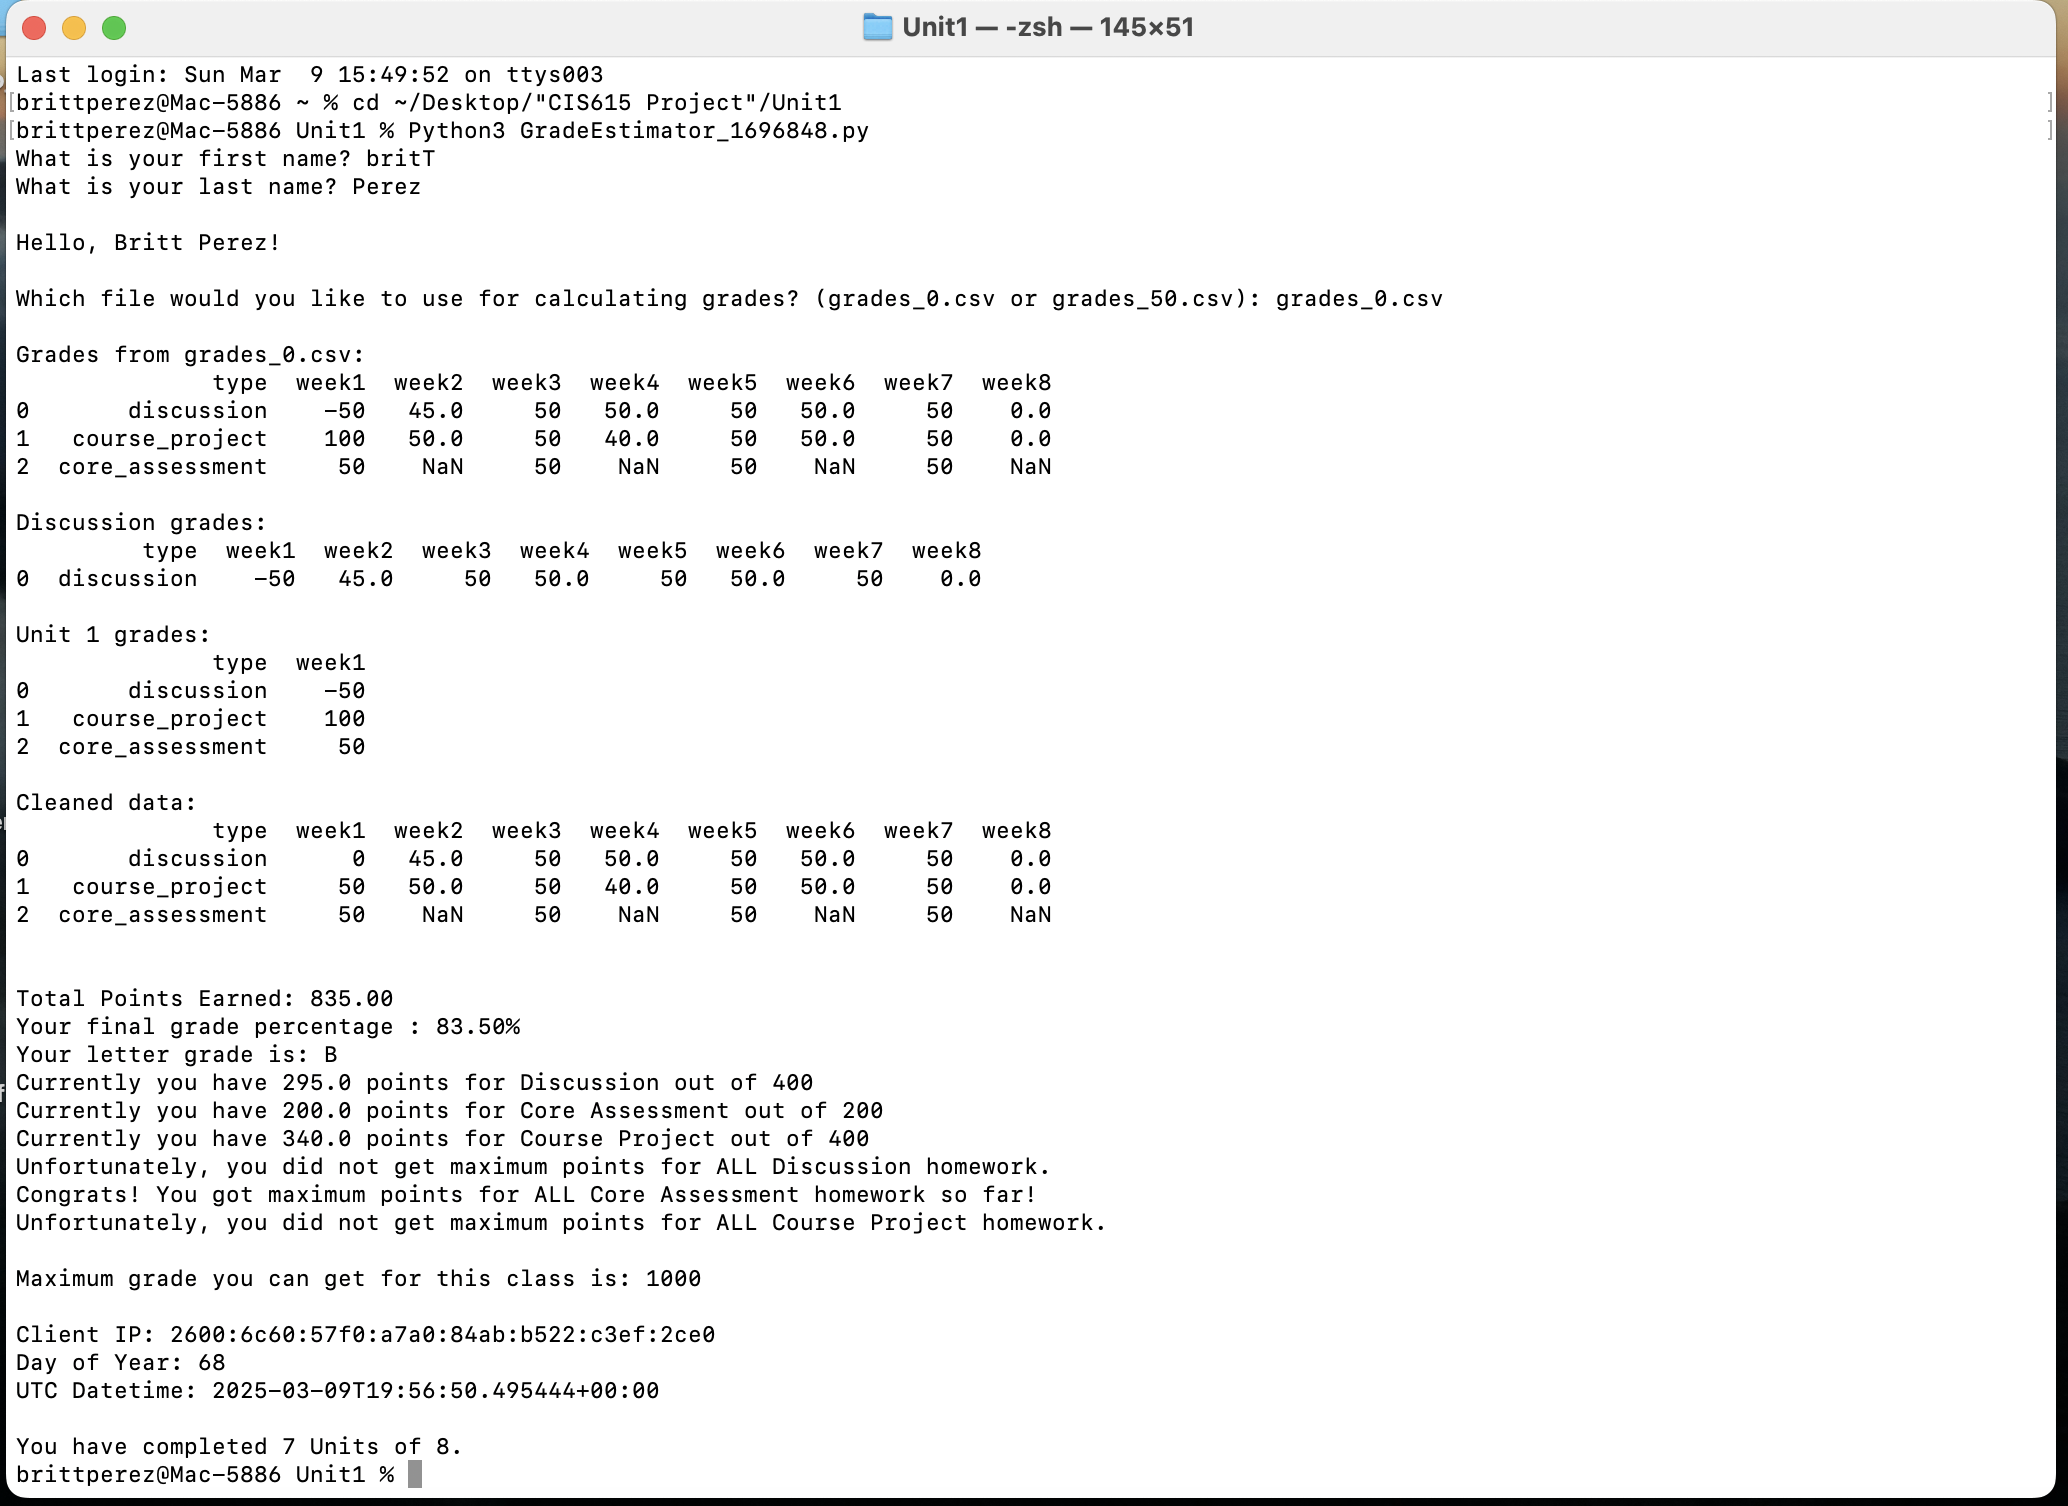 Unit1 — -zsh — 145×51
Last login: Sun Mar  9 15:49:52 on ttys003
[brittperez@Mac-5886 ~ % cd ~/Desktop/"CIS615 Project"/Unit1 ]
[brittperez@Mac-5886 Unit1 % Python3 GradeEstimator_1696848.py ]
What is your first name? britT
What is your last name? Perez
Hello, Britt Perez!
Which file would you like to use for calculating grades? (grades_0.csv or grades_50.csv): grades_0.csv
Grades from grades_0.csv:
              type  week1  week2  week3  week4  week5  week6  week7  week8
0       discussion    -50   45.0     50   50.0     50   50.0     50    0.0
1   course_project    100   50.0     50   40.0     50   50.0     50    0.0
2  core_assessment     50    NaN     50    NaN     50    NaN     50    NaN
Discussion grades:
         type  week1  week2  week3  week4  week5  week6  week7  week8
0  discussion    -50   45.0     50   50.0     50   50.0     50    0.0
Unit 1 grades:
              type  week1
0       discussion    -50
1   course_project    100
2  core_assessment     50
Cleaned data:
              type  week1  week2  week3  week4  week5  week6  week7  week8
0       discussion      0   45.0     50   50.0     50   50.0     50    0.0
1   course_project     50   50.0     50   40.0     50   50.0     50    0.0
2  core_assessment     50    NaN     50    NaN     50    NaN     50    NaN
Total Points Earned: 835.00
Your final grade percentage : 83.50%
Your letter grade is: B
Currently you have 295.0 points for Discussion out of 400
Currently you have 200.0 points for Core Assessment out of 200
Currently you have 340.0 points for Course Project out of 400
Unfortunately, you did not get maximum points for ALL Discussion homework.
Congrats! You got maximum points for ALL Core Assessment homework so far!
Unfortunately, you did not get maximum points for ALL Course Project homework.
Maximum grade you can get for this class is: 1000
Client IP: 2600:6c60:57f0:a7a0:84ab:b522:c3ef:2ce0
Day of Year: 68
UTC Datetime: 2025-03-09T19:56:50.495444+00:00
You have completed 7 Units of 8.
brittperez@Mac-5886 Unit1 %